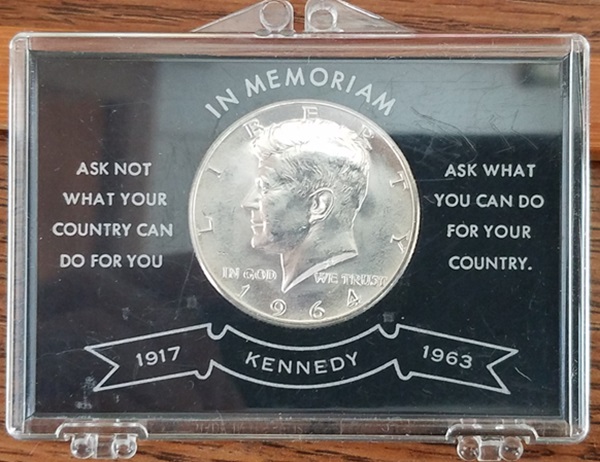 IN MEMORIAM
ASK NOT
WHAT YOUR
COUNTRY CAN
DO FOR YOU
LIBERTY
IN GOD WE TRUST
1964
ASK WHAT
YOU CAN DO
FOR YOUR
COUNTRY.
1917 KENNEDY 1963